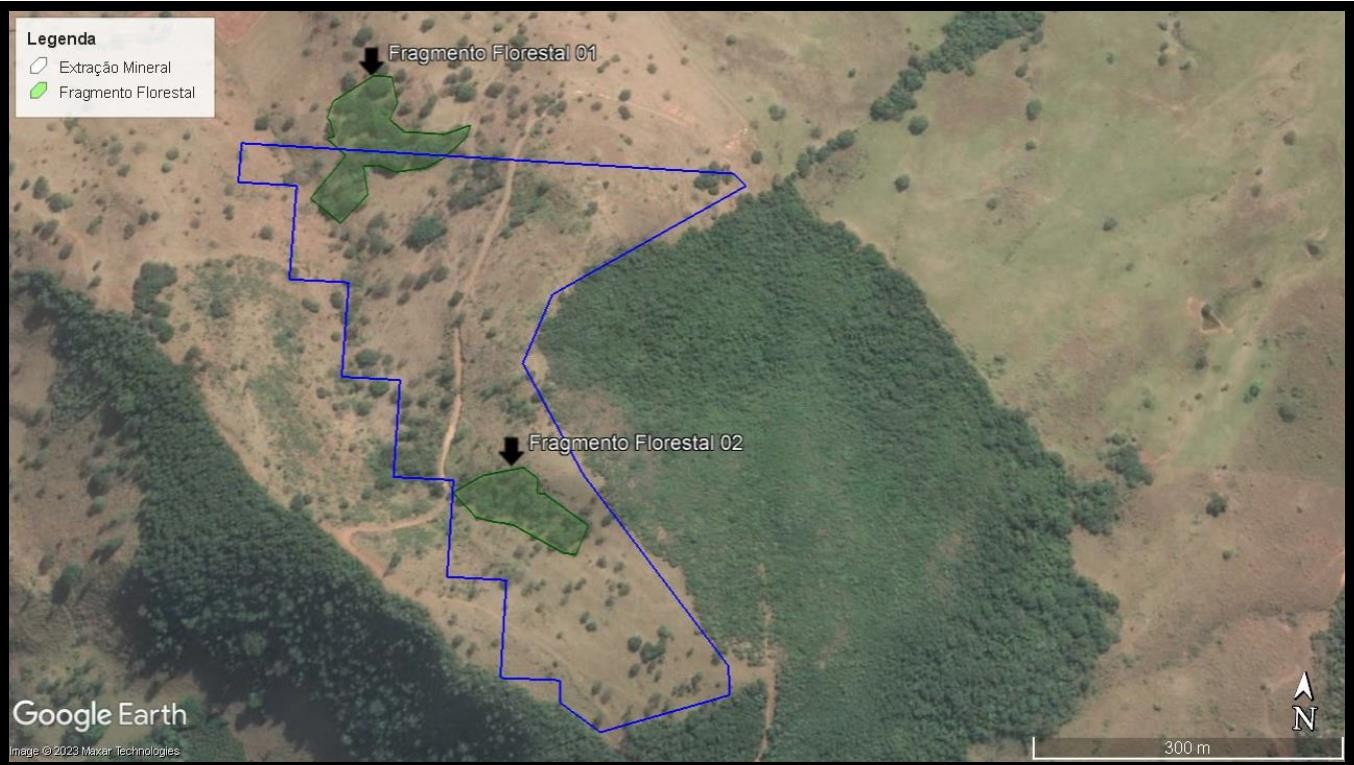 Legenda
Extração Mineral
Fragmento Florestal
Fragmento Florestal 01
Fragmento Florestal 02
Google Earth
Image © 2023 Maxar Technologies
N
300 m